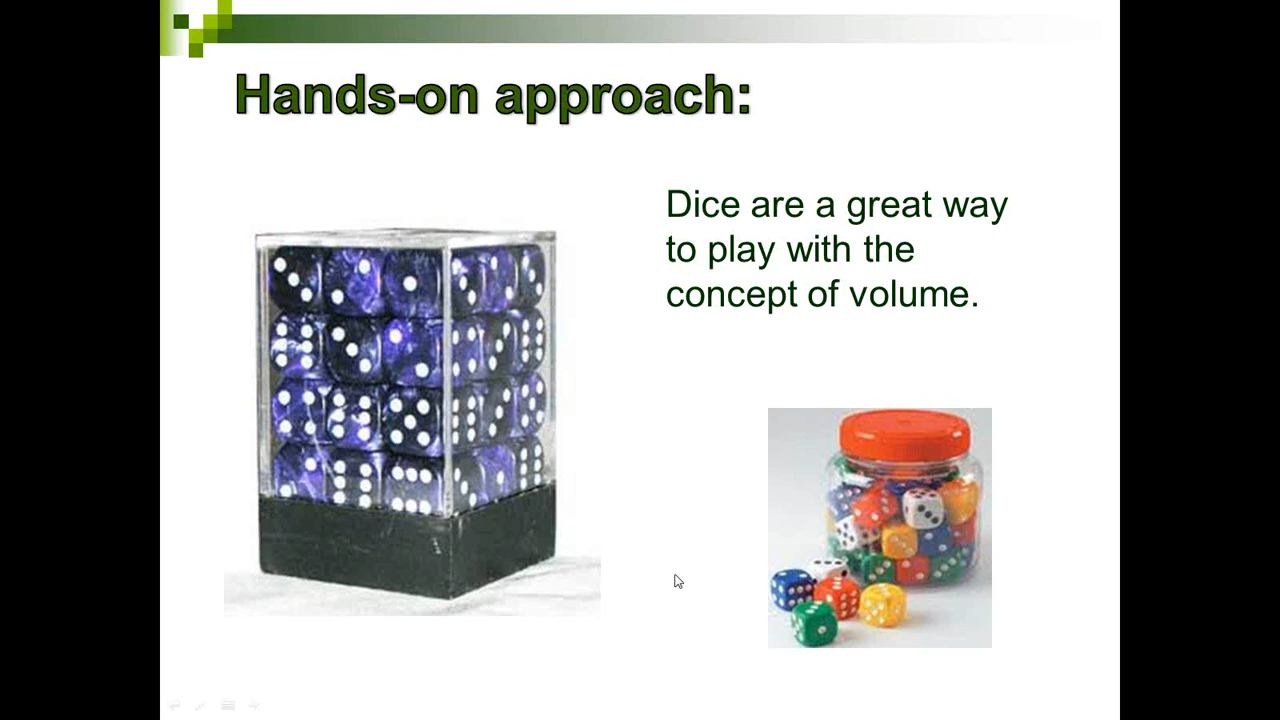 Hands-on approach:
Dice are a great way
to play with the
concept of volume.